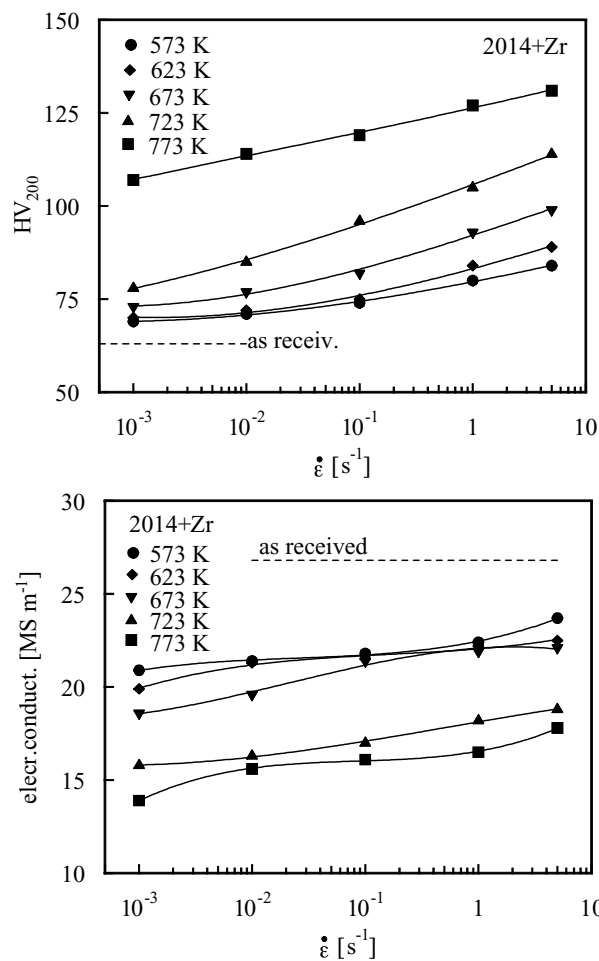 150
2014+Zr
573 K
623 K
673 K
723 K
773 K
125
HV₂₀₀
100
75
as receiv.
50
10⁻³ 10⁻² 10⁻¹ 1 10
ε̇ [s⁻¹]
30
2014+Zr
as received
573 K
623 K
673 K
723 K
773 K
25
elecr.conduct. [MS m⁻¹]
20
15
10
10⁻³ 10⁻² 10⁻¹ 1 10
ε̇ [s⁻¹]